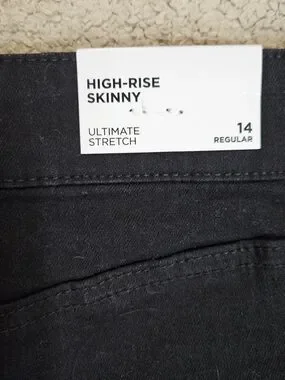 HIGH-RISE
SKINNY
ULTIMATE
STRETCH
14
REGULAR